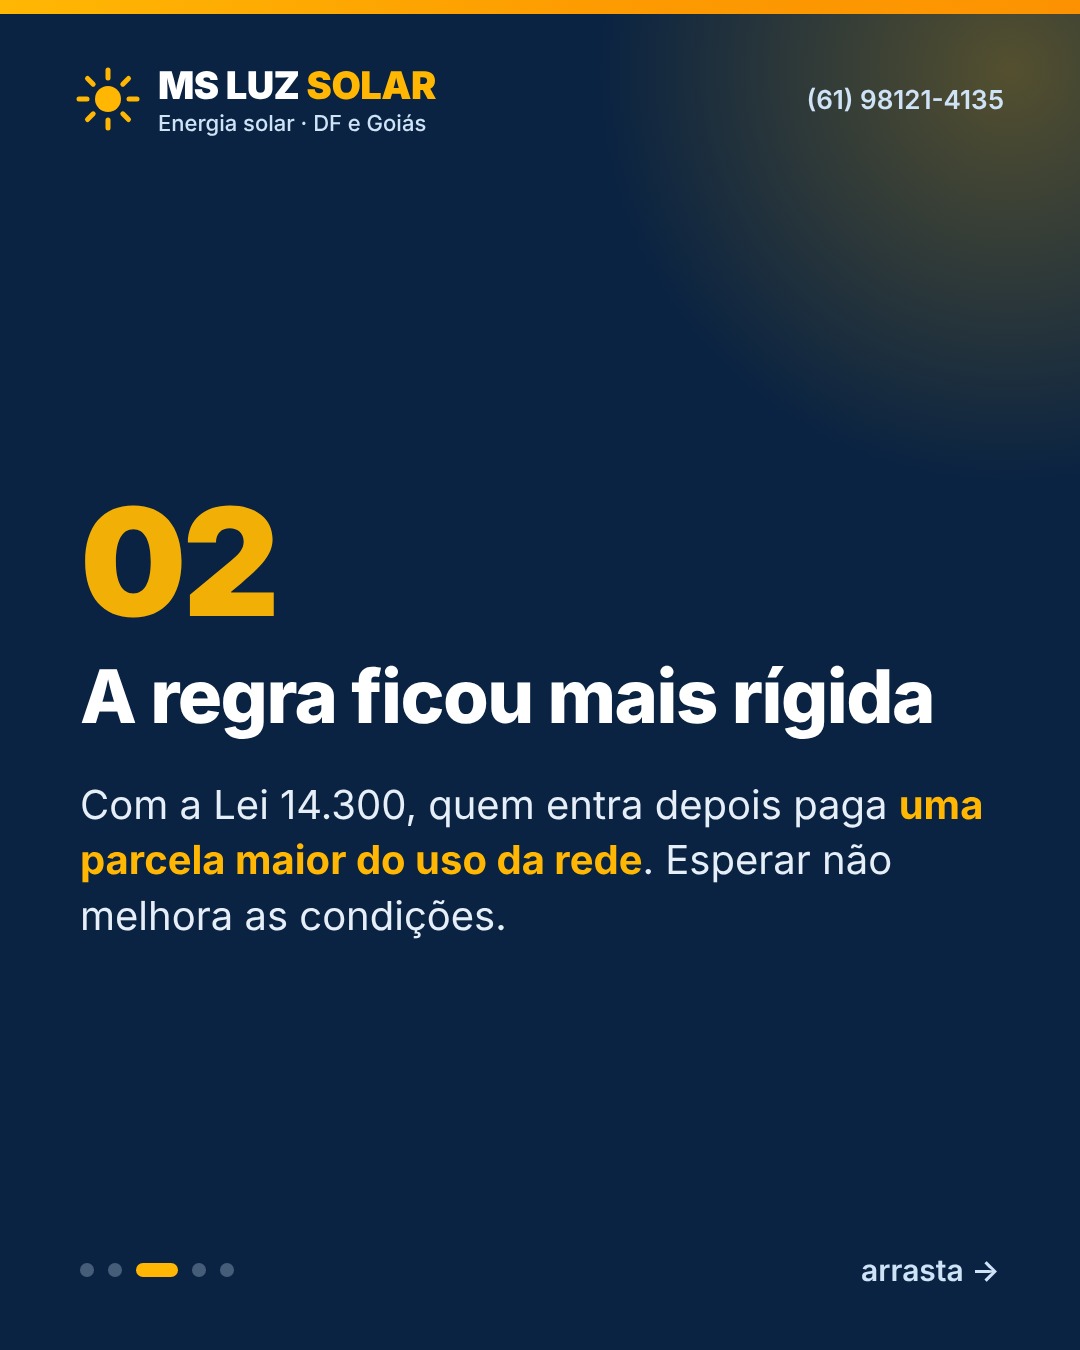 MS LUZ SOLAR
Energia solar · DF e Goiás
(61) 98121-4135
02
A regra ficou mais rígida
Com a Lei 14.300, quem entra depois paga uma
parcela maior do uso da rede. Esperar não
melhora as condições.
arrasta →